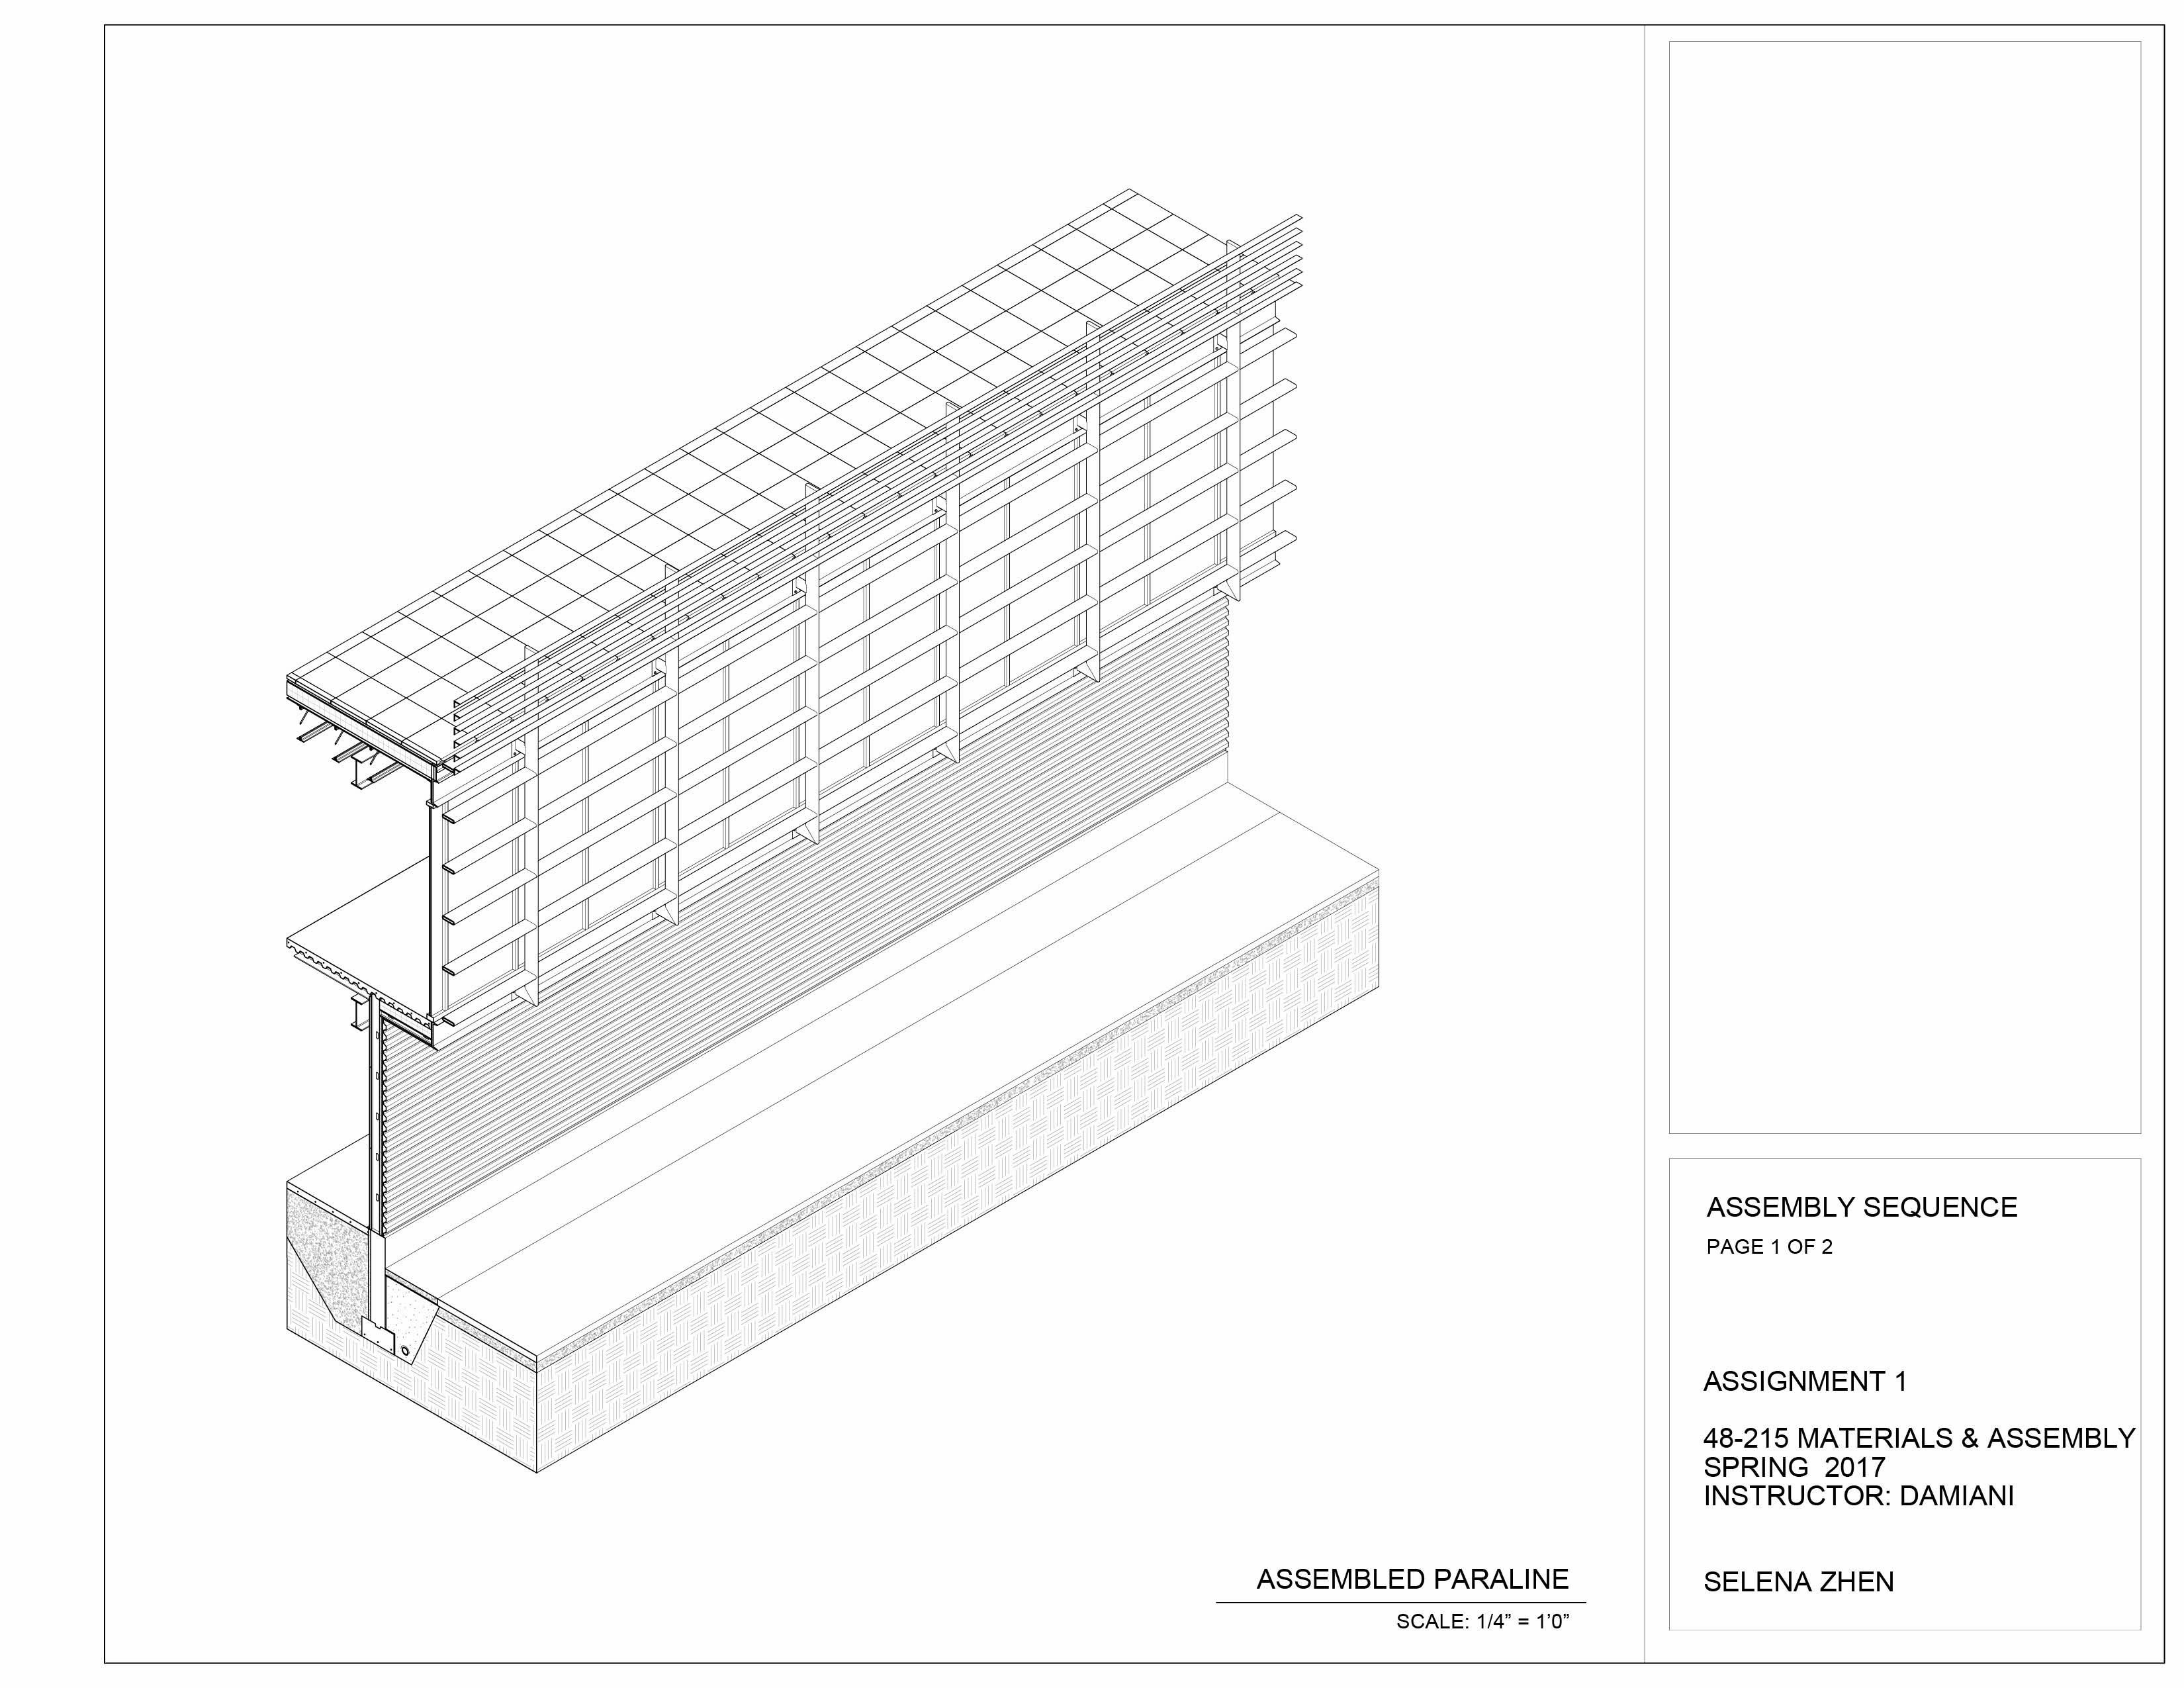 ASSEMBLY SEQUENCE
PAGE 1 OF 2
ASSIGNMENT 1
48-215 MATERIALS & ASSEMBLY
SPRING  2017
INSTRUCTOR: DAMIANI
SELENA ZHEN
ASSEMBLED PARALINE
SCALE: 1/4” = 1’0”